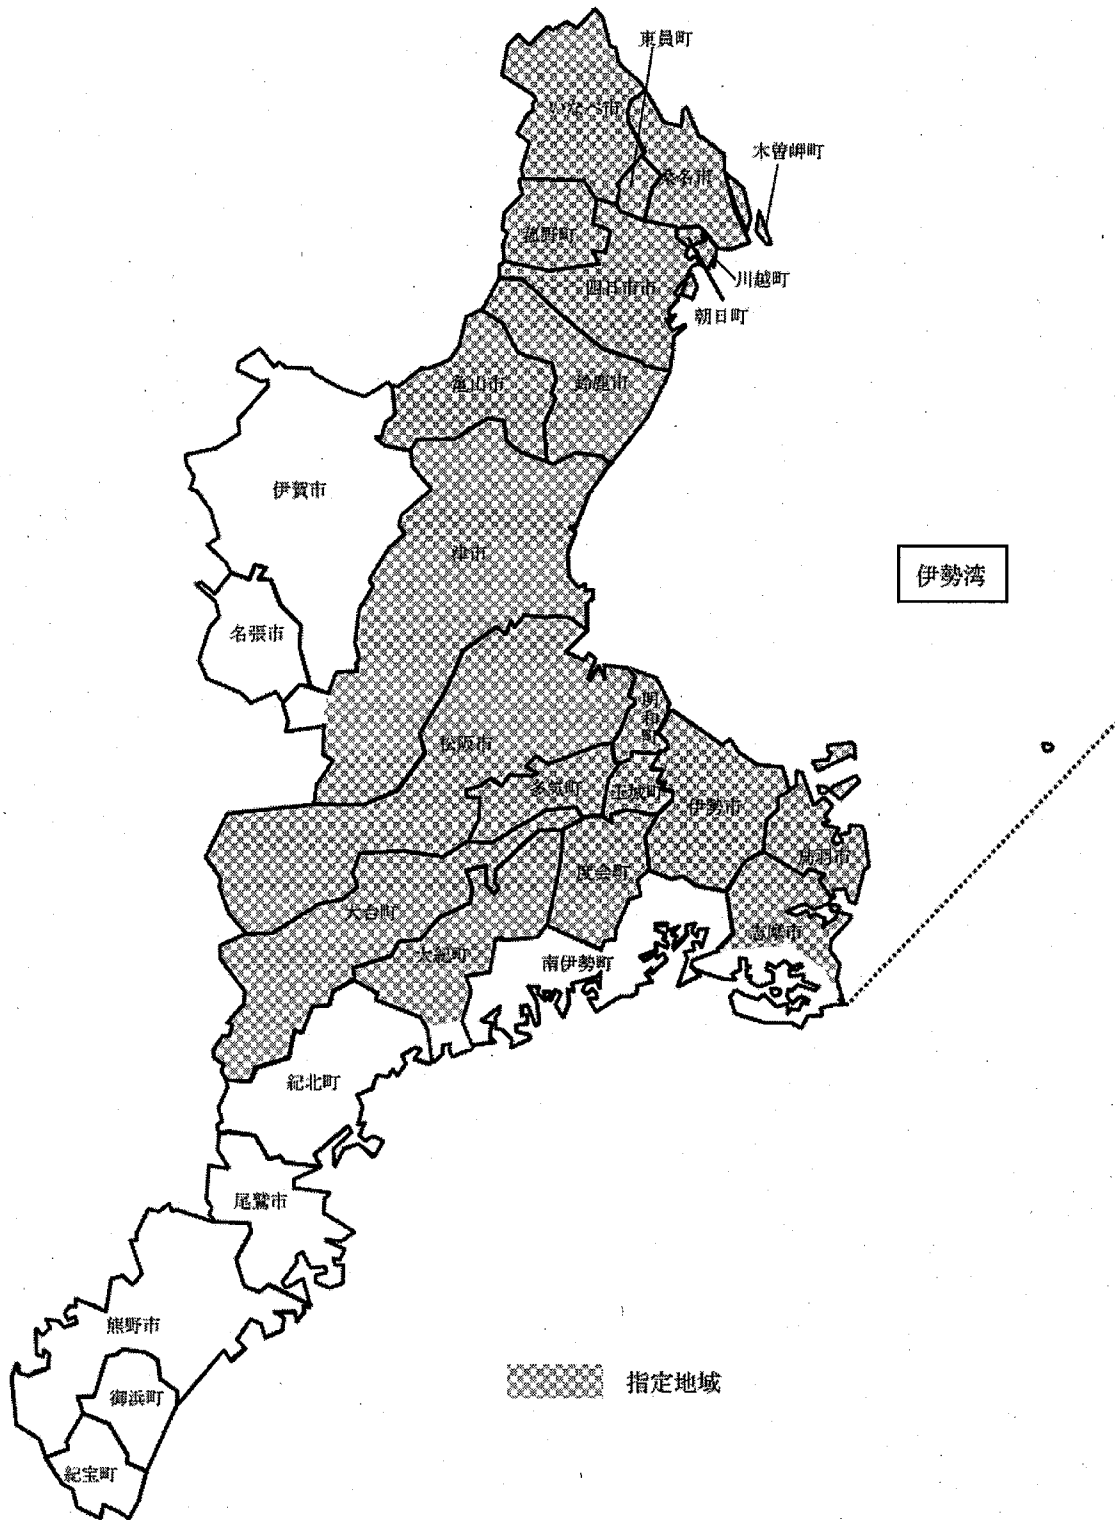 東員町
いなべ市
木曽岬町
桑名市
菰野町
川越町
四日市市
朝日町
亀山市
鈴鹿市
伊賀市
津市
伊勢湾
名張市
明和町
松阪市
多気町
玉城町
伊勢市
鳥羽市
度会町
大台町
志摩市
大紀町
南伊勢町
紀北町
尾鷲市
熊野市
指定地域
御浜町
紀宝町